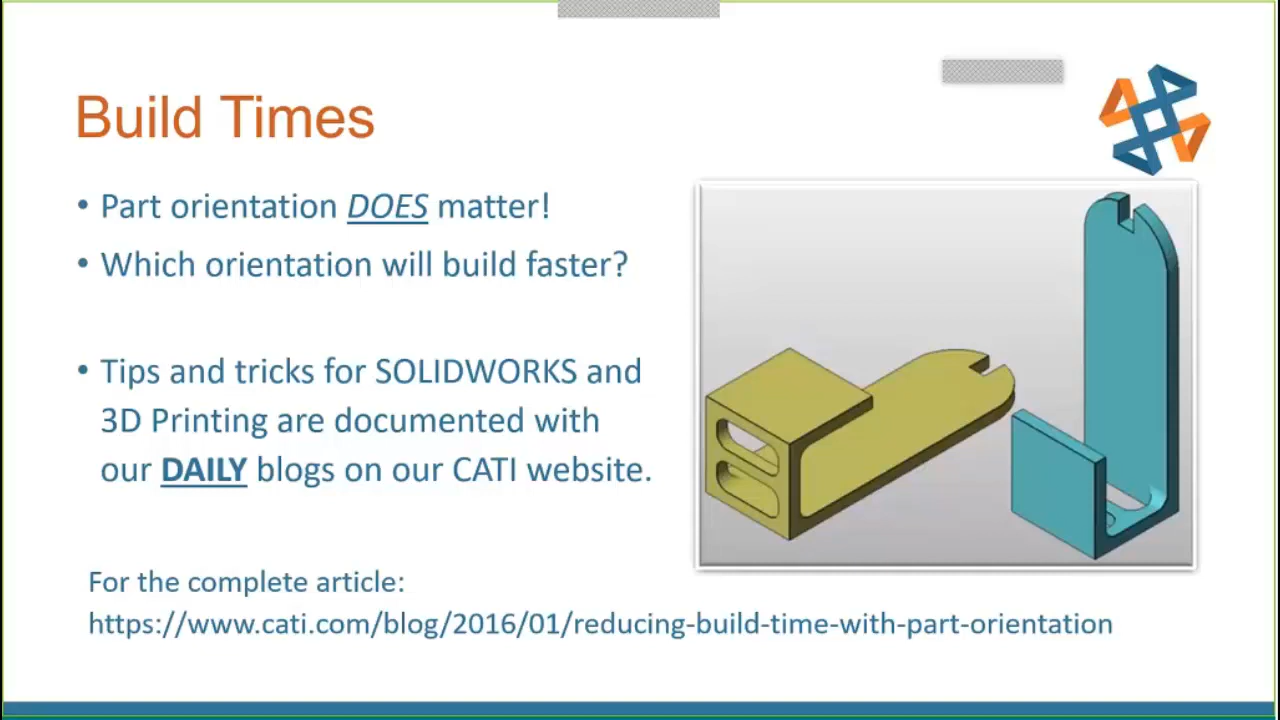 Build Times
• Part orientation DOES matter!
• Which orientation will build faster?
• Tips and tricks for SOLIDWORKS and
3D Printing are documented with
our DAILY blogs on our CATI website.
For the complete article:
https://www.cati.com/blog/2016/01/reducing-build-time-with-part-orientation